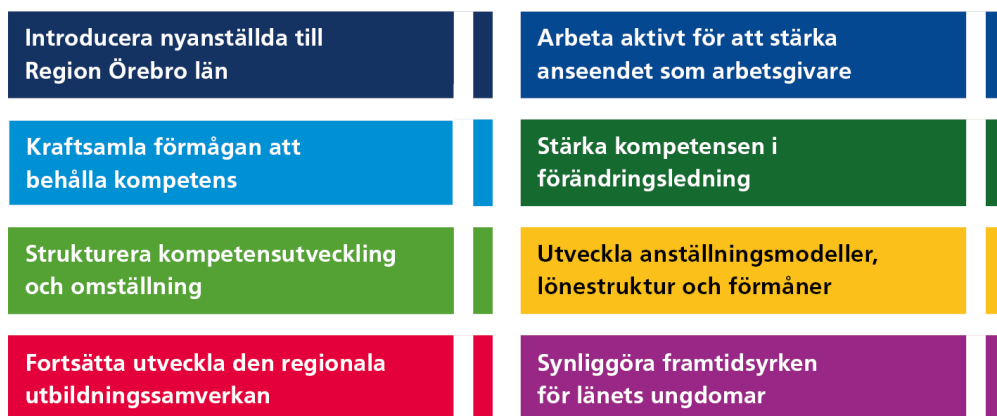 Introducera nyanställda till
Region Örebro län
Arbeta aktivt för att stärka
anseendet som arbetsgivare
Kraftsamla förmågan att
behålla kompetens
Stärka kompetensen i
förändringsledning
Strukturera kompetensutveckling
och omställning
Utveckla anställningsmodeller,
lönestruktur och förmåner
Fortsätta utveckla den regionala
utbildningssamverkan
Synliggöra framtidsyrken
för länets ungdomar